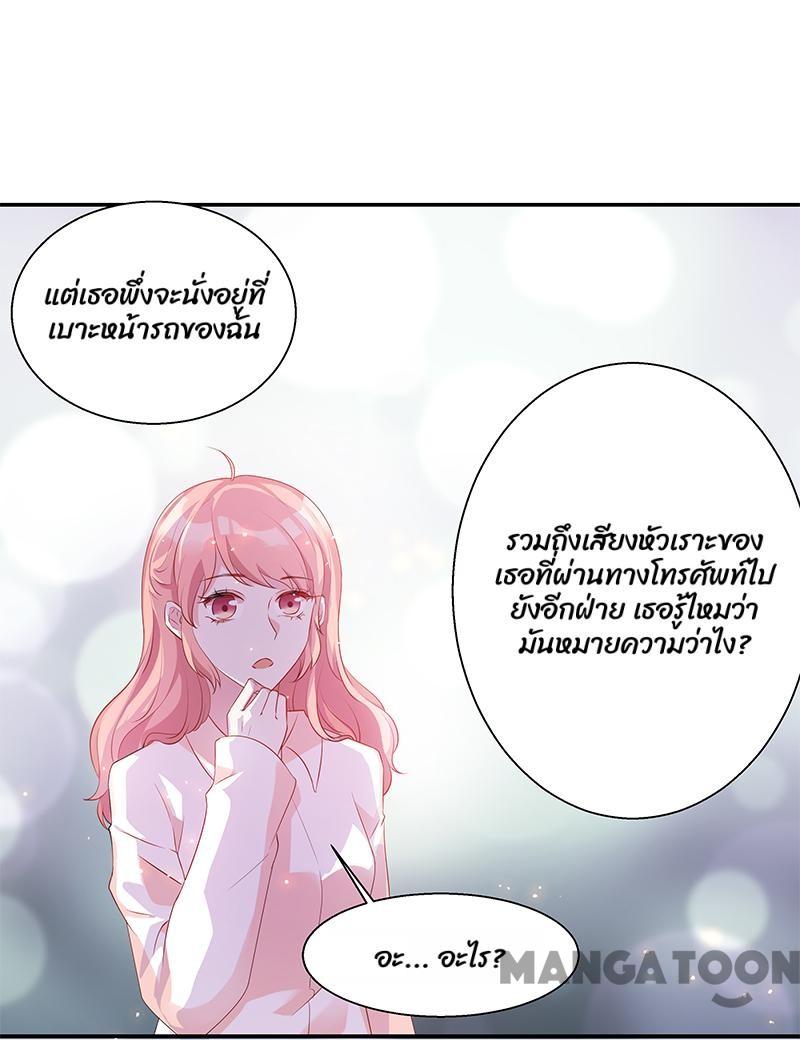 แต่เธอพึ่งจะนั่งอยู่ที่
เบาะหน้ารถของฉัน
รวมถึงเสียงหัวเราะของ
เธอที่ผ่านทางโทรศัพท์ไป
ยังอีกฝ่าย เธอรู้ไหมว่า
มันหมายความว่าไง?
อะ... อะไร?
MANGATOON